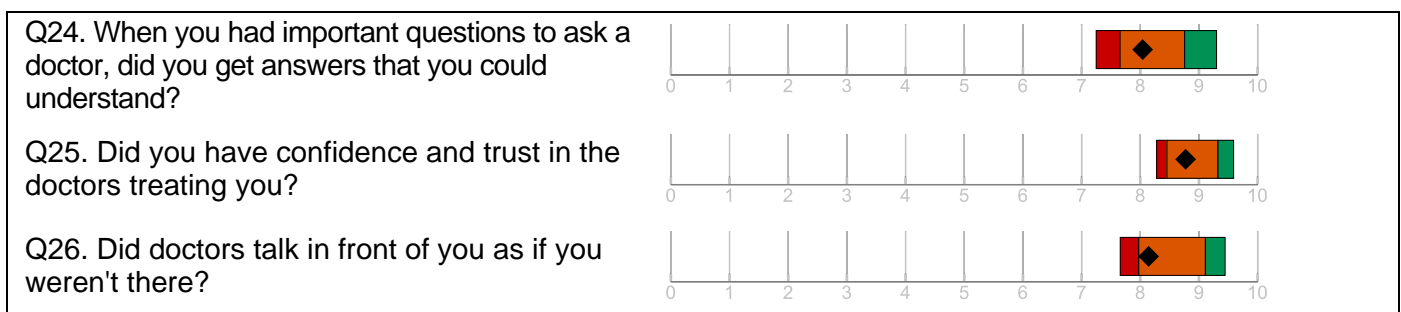 Q24. When you had important questions to ask a
doctor, did you get answers that you could
understand?
0 1 2 3 4 5 6 7 8 9 10
Q25. Did you have confidence and trust in the
doctors treating you?
0 1 2 3 4 5 6 7 8 9 10
Q26. Did doctors talk in front of you as if you
weren't there?
0 1 2 3 4 5 6 7 8 9 10